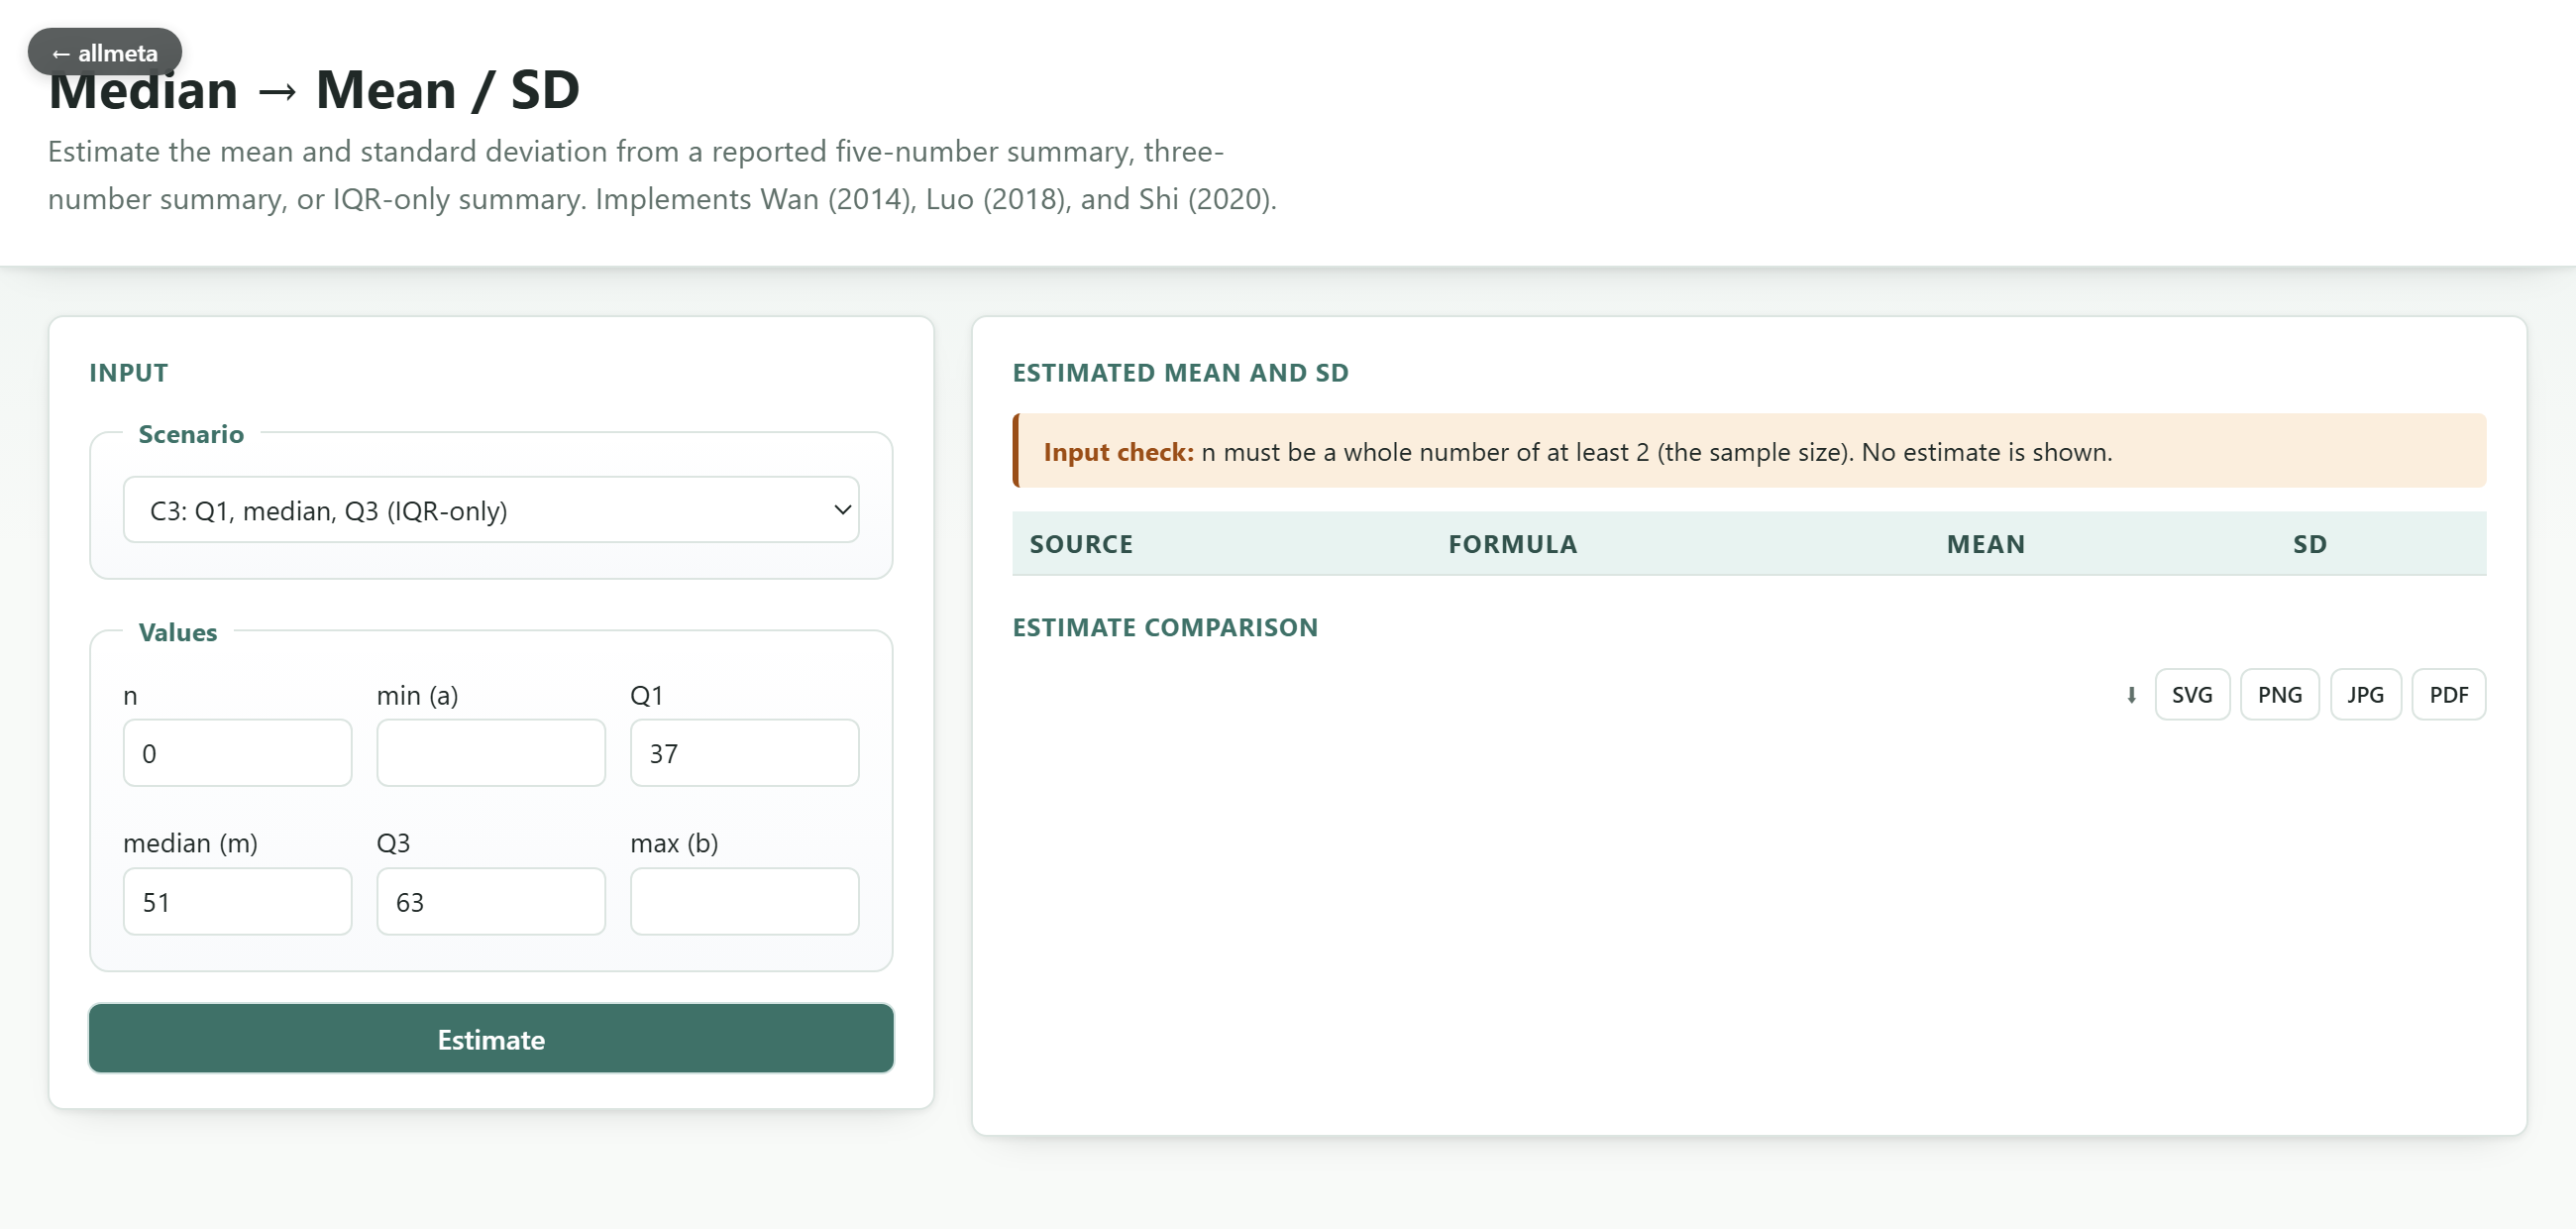 ← allmeta
Median → Mean / SD
Estimate the mean and standard deviation from a reported five-number summary, three-
number summary, or IQR-only summary. Implements Wan (2014), Luo (2018), and Shi (2020).
INPUT
Scenario
C3: Q1, median, Q3 (IQR-only)
Values
n
min (a)
Q1
0
37
median (m)
Q3
max (b)
51
63
Estimate
ESTIMATED MEAN AND SD
Input check: n must be a whole number of at least 2 (the sample size). No estimate is shown.
SOURCE
FORMULA
MEAN
SD
ESTIMATE COMPARISON
⬇
SVG
PNG
JPG
PDF